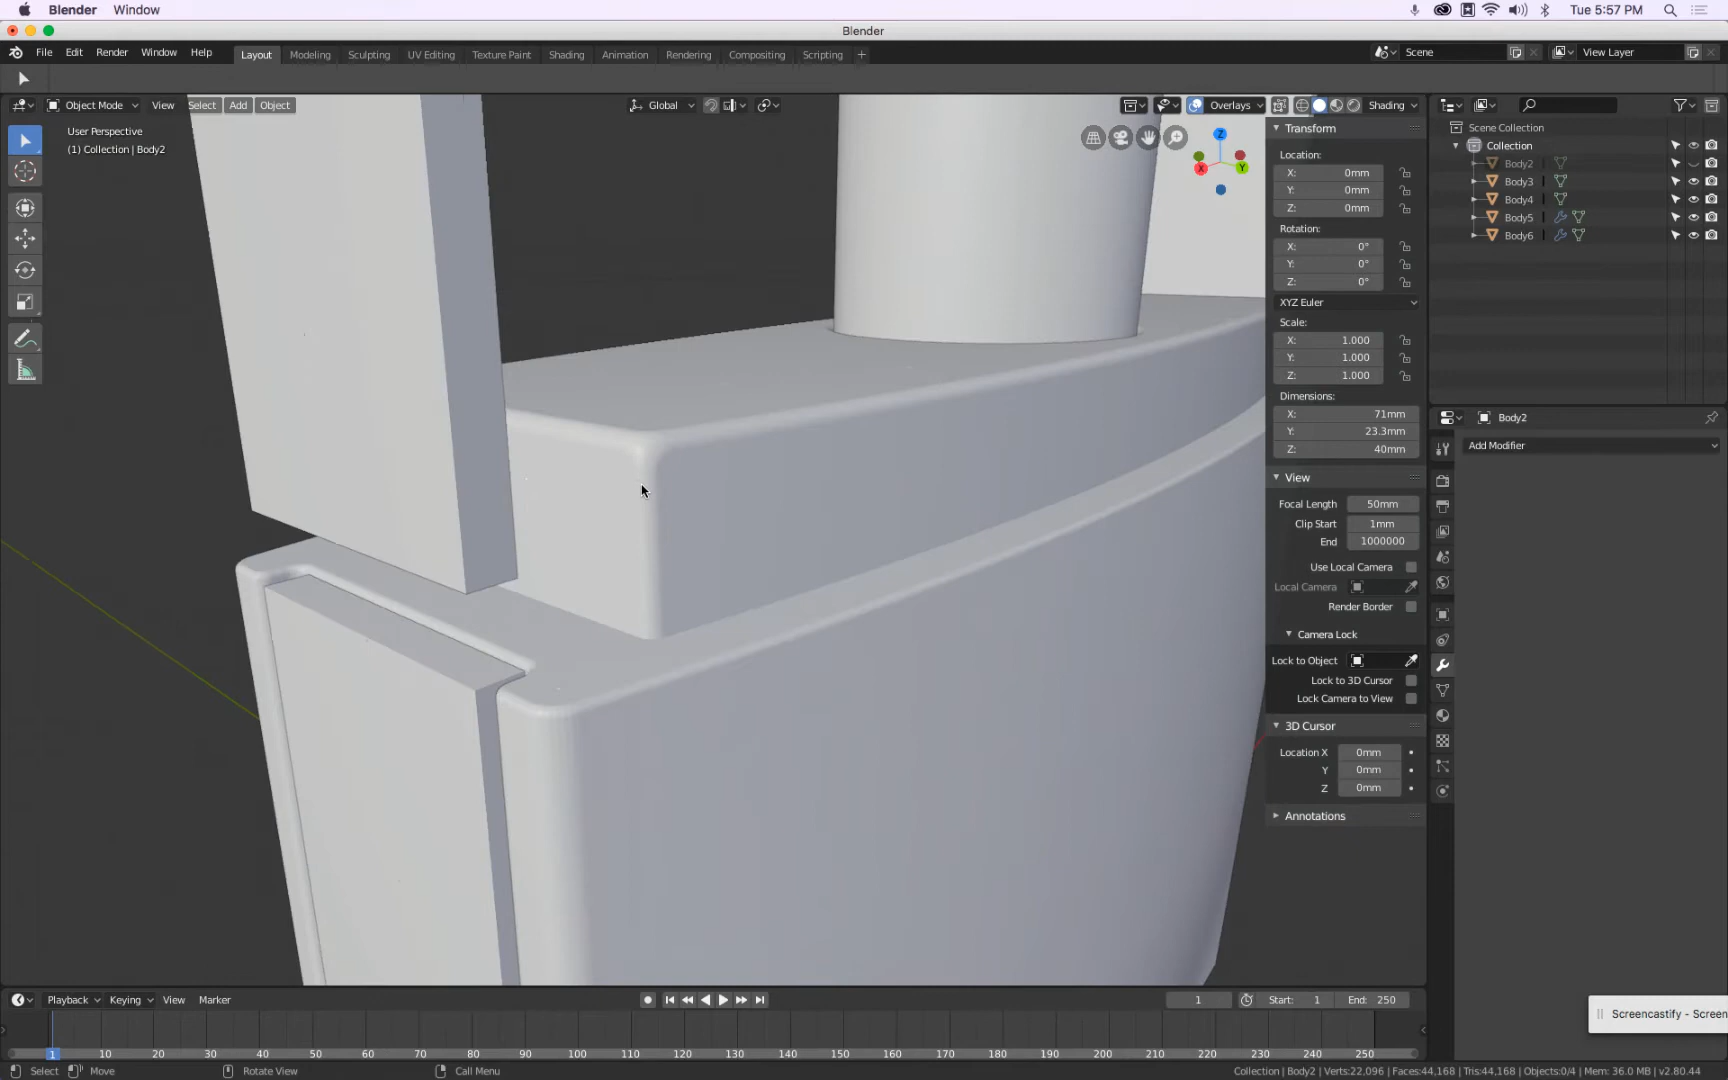 Blender Window Tue 5:57 PM
Blender
File Edit Render Window Help Layout Modeling Sculpting UV Editing Texture Paint Shading Animation Rendering Compositing Scripting + Scene View Layer
Object Mode View Select Add Object Global Overlays Shading
User Perspective
(1) Collection | Body2
Z
X
Y
Transform
Location:
X: 0mm
Y: 0mm
Z: 0mm
Rotation:
X: 0°
Y: 0°
Z: 0°
XYZ Euler
Scale:
X: 1.000
Y: 1.000
Z: 1.000
Dimensions:
X: 71mm
Y: 23.3mm
Z: 40mm
View
Focal Length 50mm
Clip Start 1mm
End 1000000
Use Local Camera
Local Camera
Render Border
Camera Lock
Lock to Object
Lock to 3D Cursor
Lock Camera to View
3D Cursor
Location X 0mm
Y 0mm
Z 0mm
Annotations
Scene Collection
Collection
Body2
Body3
Body4
Body5
Body6
Body2
Add Modifier
Playback Keying View Marker 1 Start: 1 End: 250
1 10 20 30 40 50 60 70 80 90 100 110 120 130 140 150 160 170 180 190 200 210 220 230 240 250
Screencastify - Screen
Select Move Rotate View Call Menu Collection | Body2 | Verts:22,096 | Faces:44,168 | Tris:44,168 | Objects:0/4 | Mem: 36.0 MB | v2.80.44